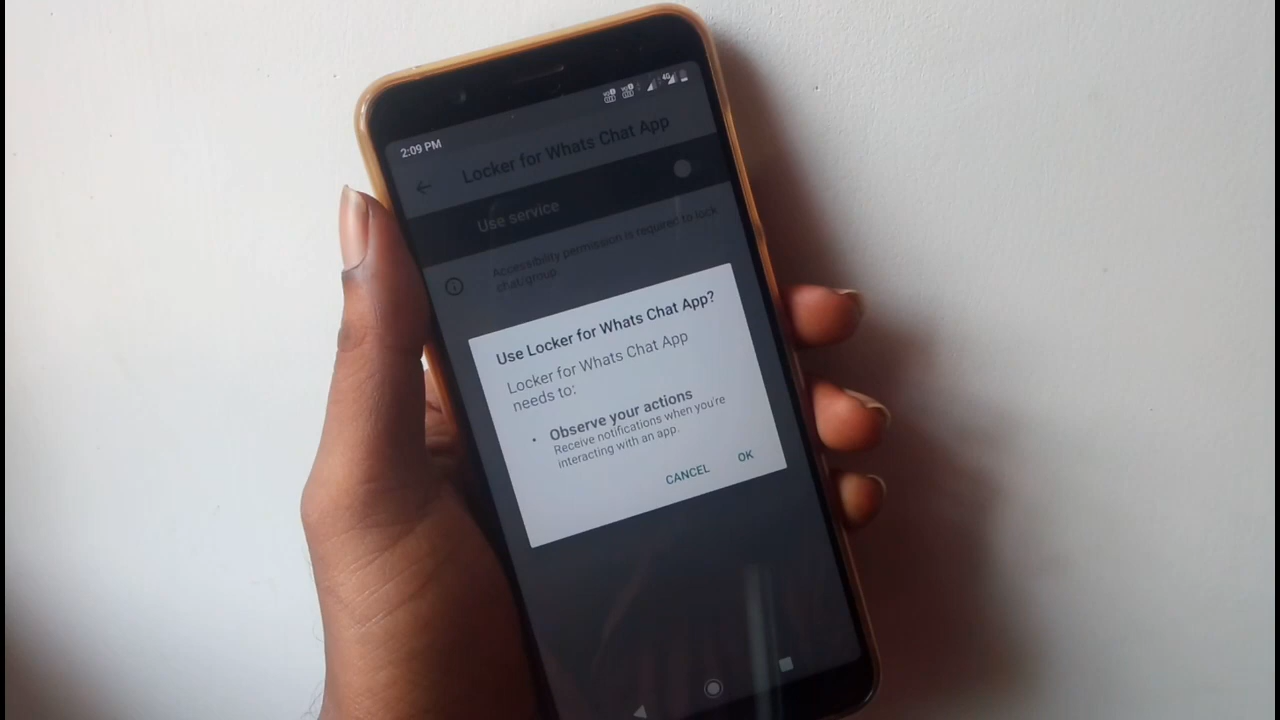 2:09 PM
4G
Locker for Whats Chat App
Use service
Accessibility permission is required to lock
chat/group
Use Locker for Whats Chat App?
Locker for Whats Chat App
needs to:
• Observe your actions
Receive notifications when you're
interacting with an app.
CANCEL OK